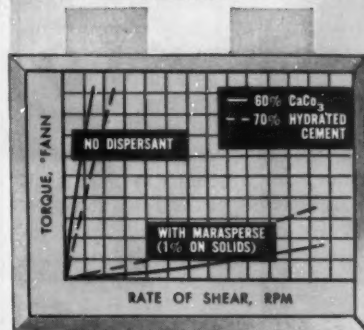 TORQUE, °FANN
60% CaCo3
70% HYDRATED
CEMENT
NO DISPERSANT
WITH MARASPERSE
(1% ON SOLIDS)
RATE OF SHEAR, RPM